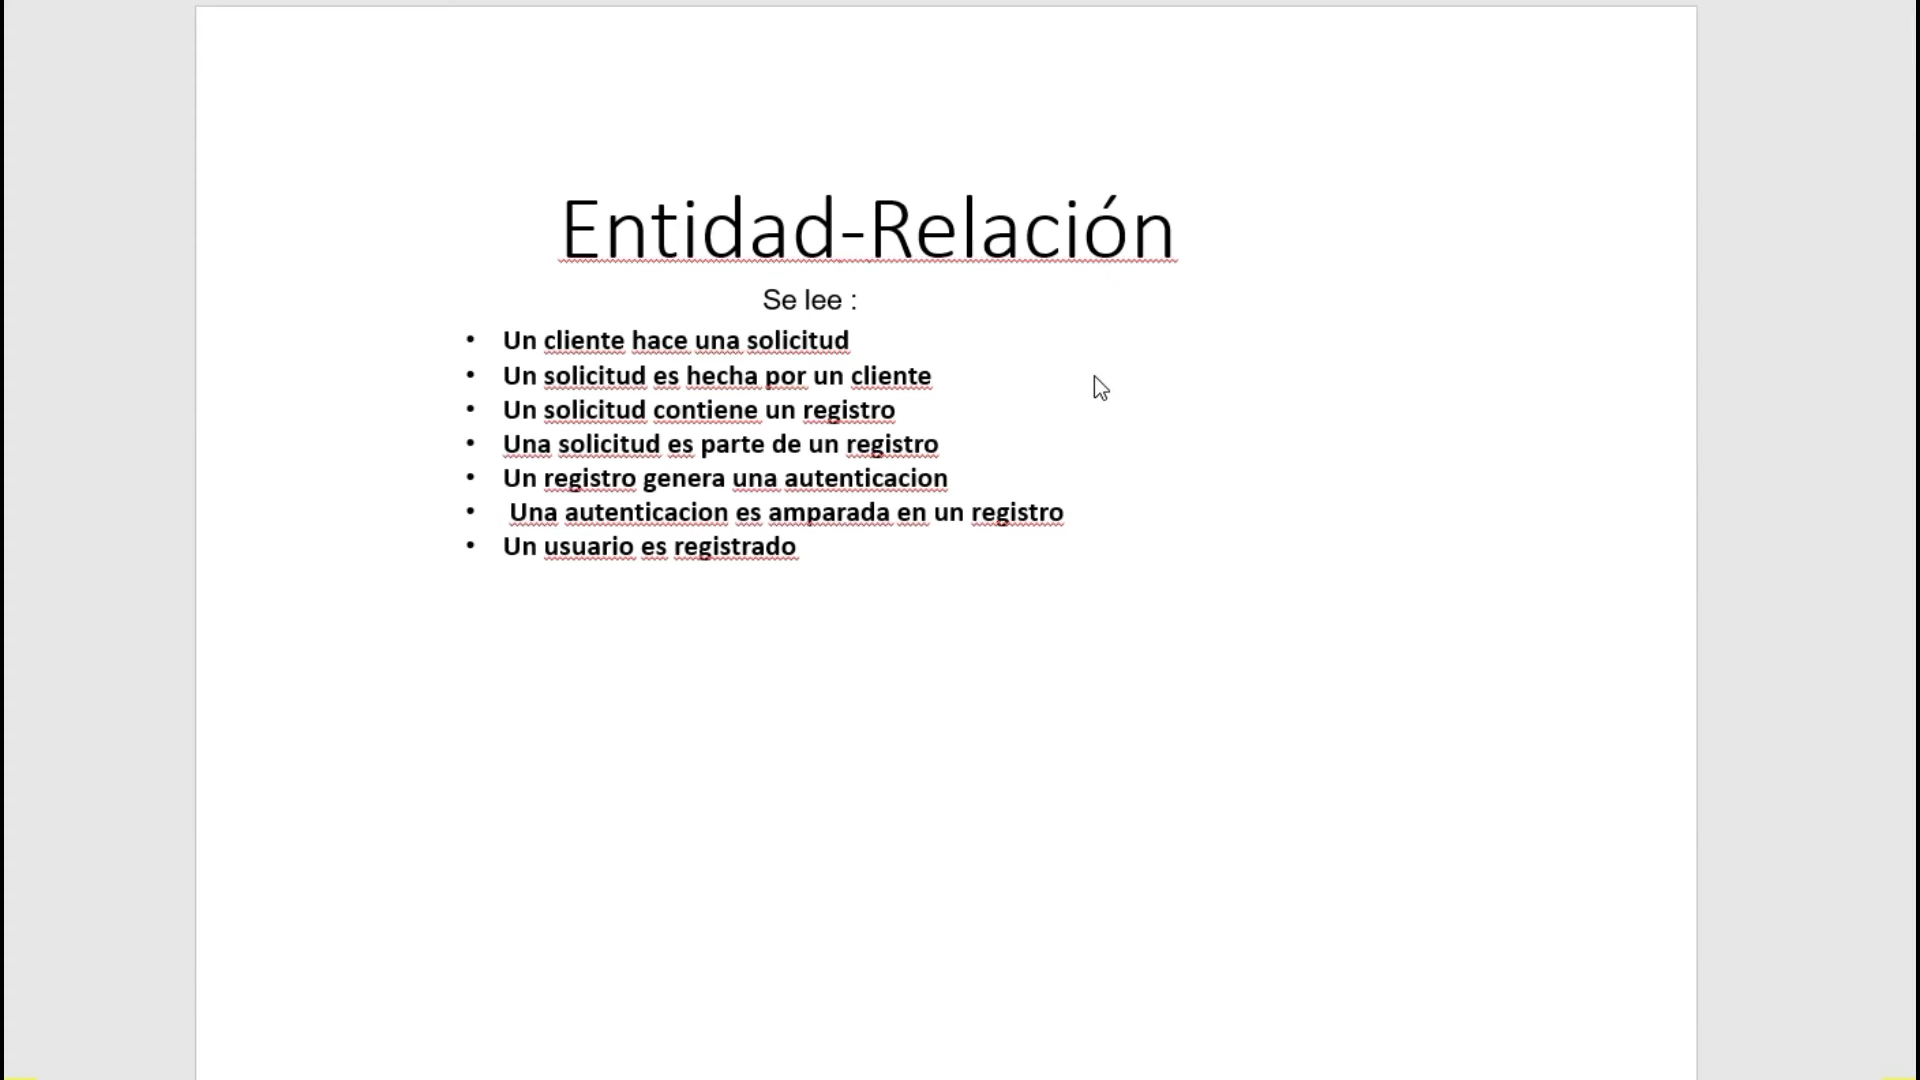 Entidad-Relación
Se lee :
• Un cliente hace una solicitud
• Un solicitud es hecha por un cliente
• Un solicitud contiene un registro
• Una solicitud es parte de un registro
• Un registro genera una autenticacion
• Una autenticacion es amparada en un registro
• Un usuario es registrado